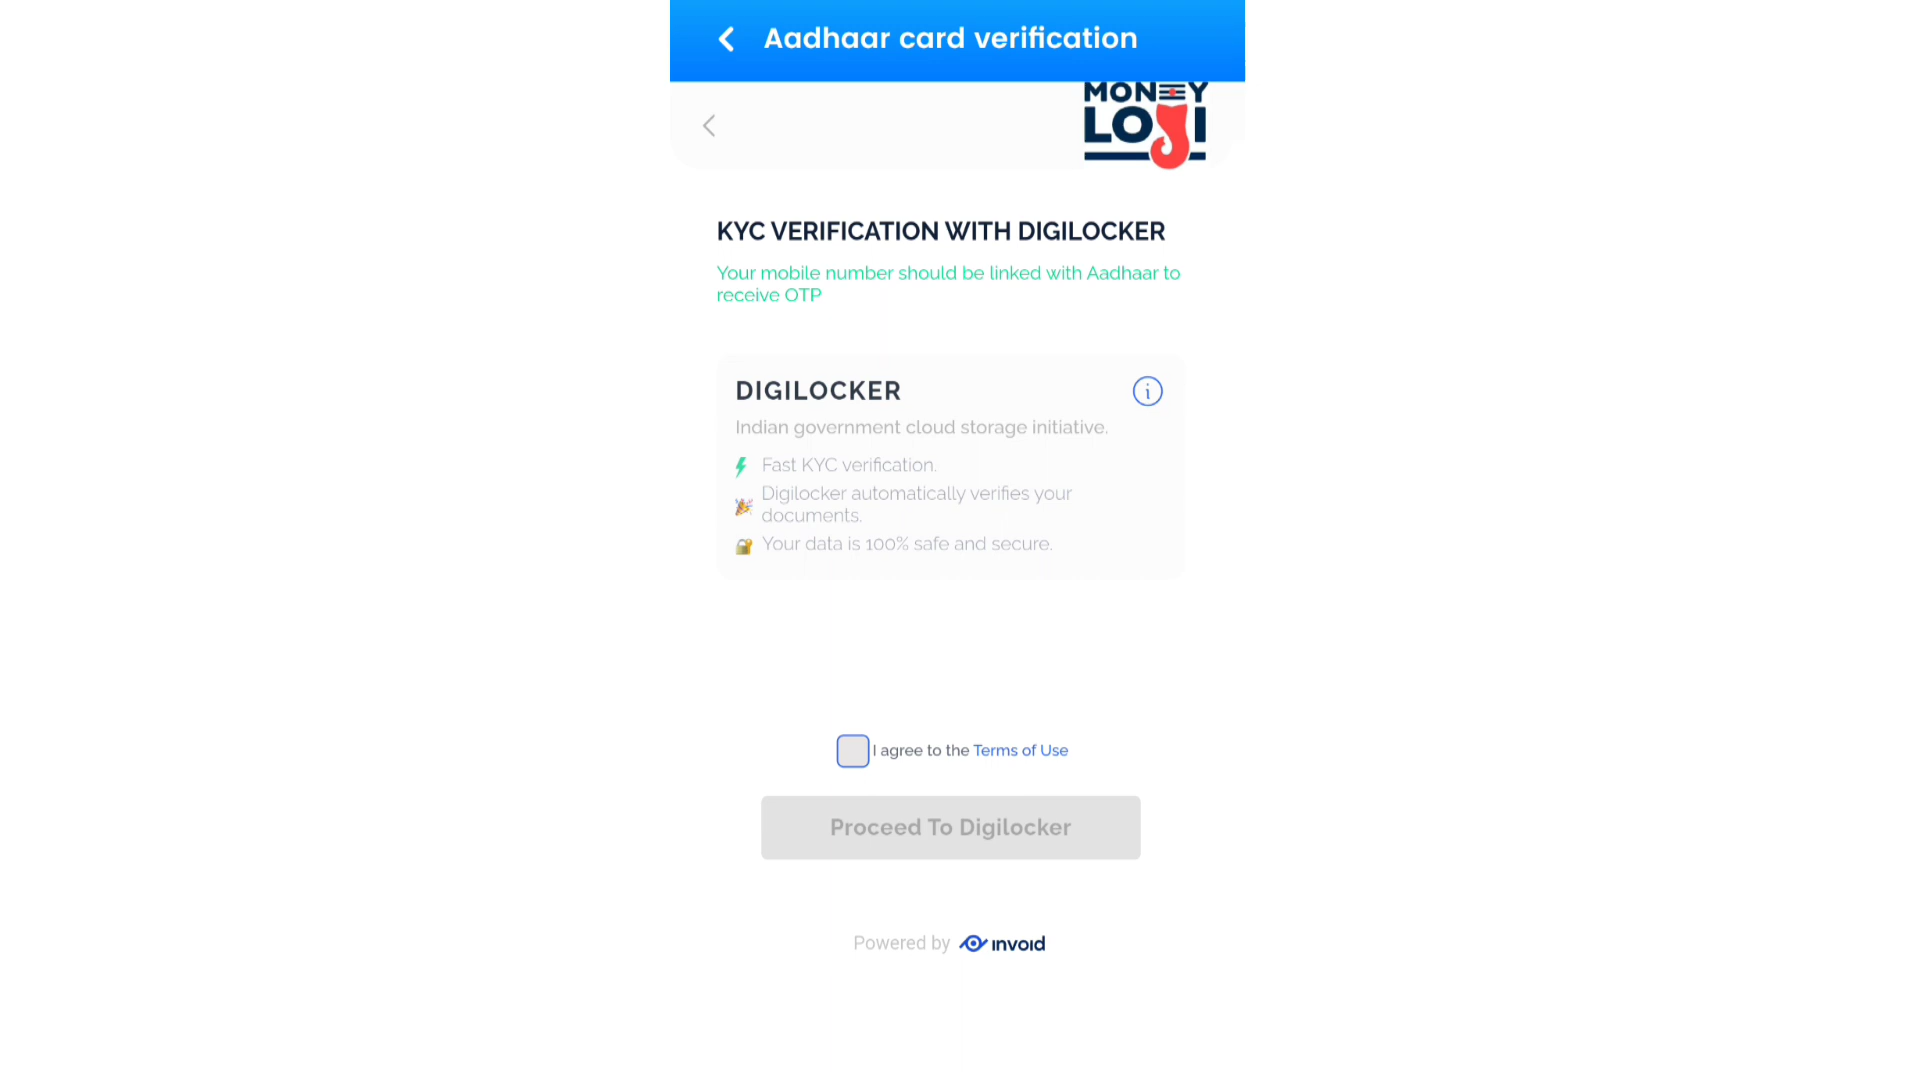 Aadhaar card verification
MONEY
LOJI
KYC VERIFICATION WITH DIGILOCKER
Your mobile number should be linked with Aadhaar to
receive OTP
DIGILOCKER
i
Indian government cloud storage initiative.
Fast KYC verification.
Digilocker automatically verifies your
documents.
Your data is 100% safe and secure.
I agree to the Terms of Use
Proceed To Digilocker
Powered by invoid